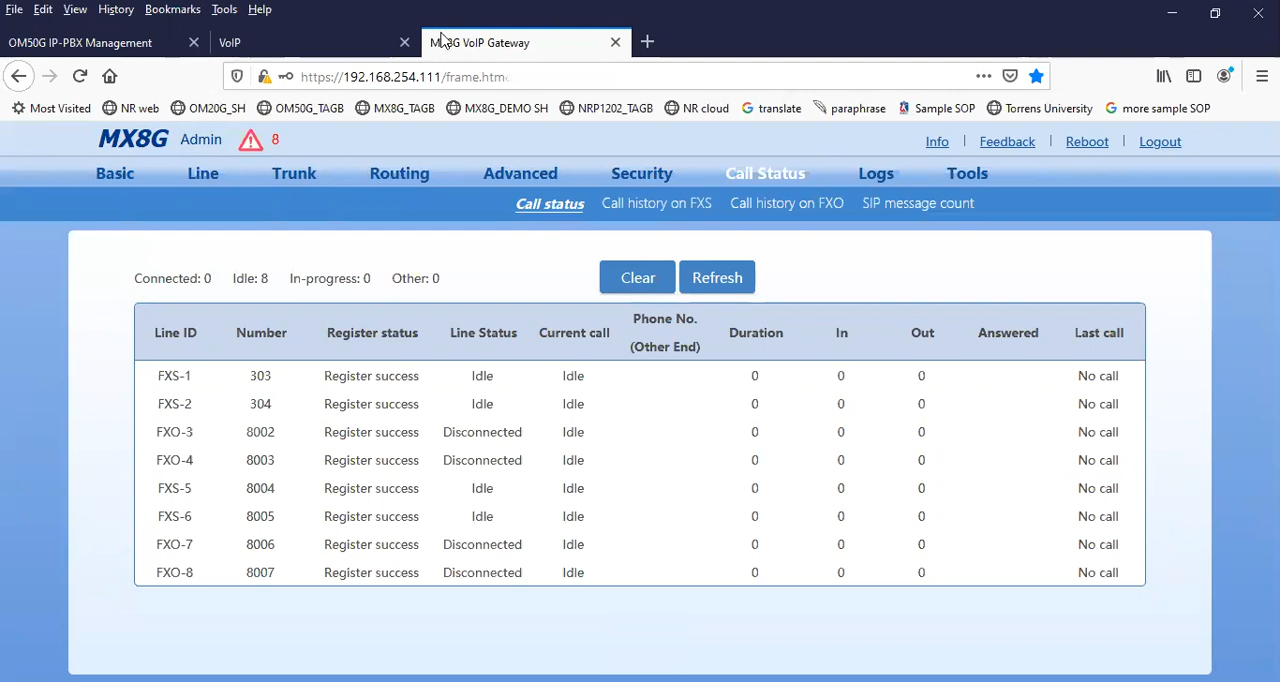 File Edit View History Bookmarks Tools Help
OM50G IP-PBX Management
VoIP
G VoIP Gateway
https://192.168.254.111/frame.htm
Most Visited NR web OM20G_SH OM50G_TAGB MX8G_TAGB MX8G_DEMO SH NRP1202_TAGB NR cloud translate paraphrase Sample SOP Torrens University more sample SOP
MX8G Admin 8 Info | Feedback | Reboot | Logout
Basic Line Trunk Routing Advanced Security Call Status Logs Tools
Call status Call history on FXS Call history on FXO SIP message count
Connected: 0 Idle: 8 In-progress: 0 Other: 0 Clear Refresh
Line ID Number Register status Line Status Current call Phone No. (Other End) Duration In Out Answered Last call
FXS-1 303 Register success Idle Idle 0 0 0 No call
FXS-2 304 Register success Idle Idle 0 0 0 No call
FXO-3 8002 Register success Disconnected Idle 0 0 0 No call
FXO-4 8003 Register success Disconnected Idle 0 0 0 No call
FXS-5 8004 Register success Idle Idle 0 0 0 No call
FXS-6 8005 Register success Idle Idle 0 0 0 No call
FXO-7 8006 Register success Disconnected Idle 0 0 0 No call
FXO-8 8007 Register success Disconnected Idle 0 0 0 No call